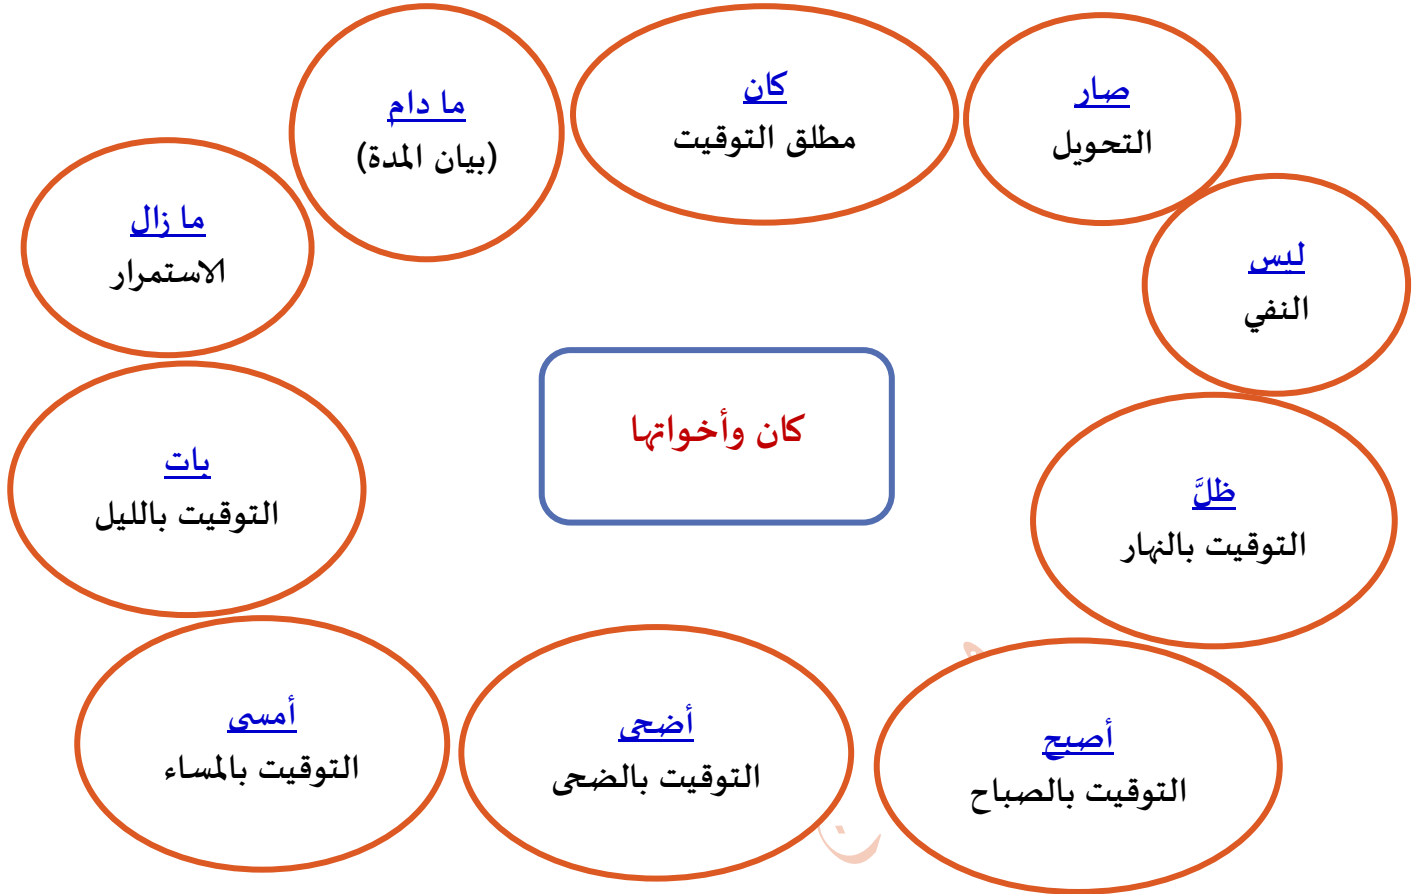 كان وأخواتها
كان
مطلق التوقيت
صار
التحويل
ليس
النفي
ظلَّ
التوقيت بالنهار
أصبح
التوقيت بالصباح
أضحى
التوقيت بالضحى
أمسى
التوقيت بالمساء
بات
التوقيت بالليل
ما زال
الاستمرار
ما دام
(بيان المدة)